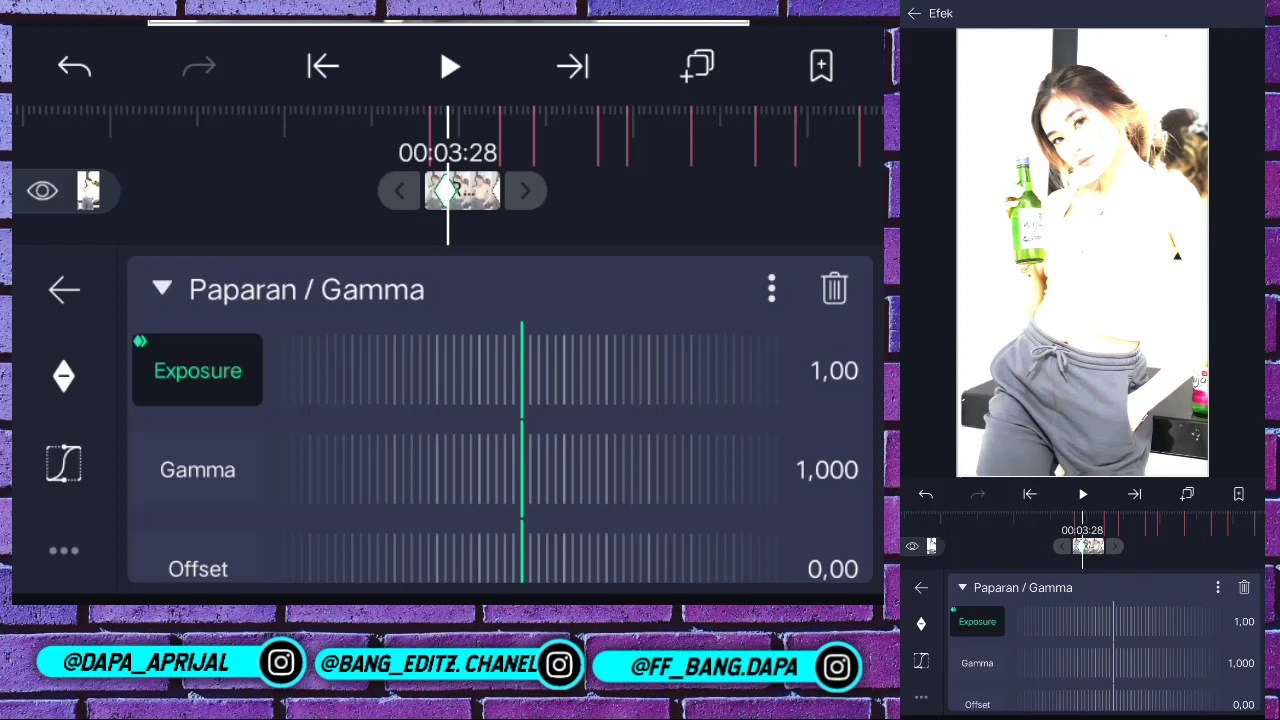 00:03:28
Paparan / Gamma
Exposure
1,00
Gamma
1,000
Offset
0,00
@DAPA_APRIJAL
@BANG_EDITZ.CHANEL
@FF_BANG.DAPA
Efek
00:03:28
Paparan / Gamma
Exposure
1,00
Gamma
1,000
Offset
0,00